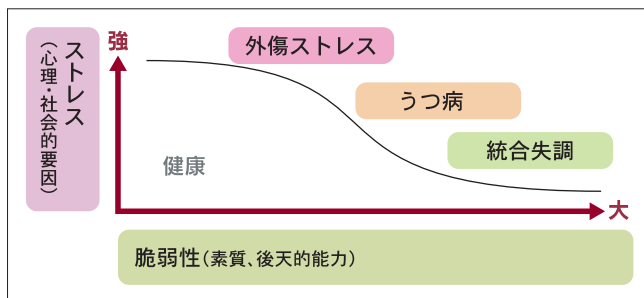 ストレス
（心理・社会的要因）
強
外傷ストレス
うつ病
統合失調
健康
大
脆弱性（素質、後天的能力）